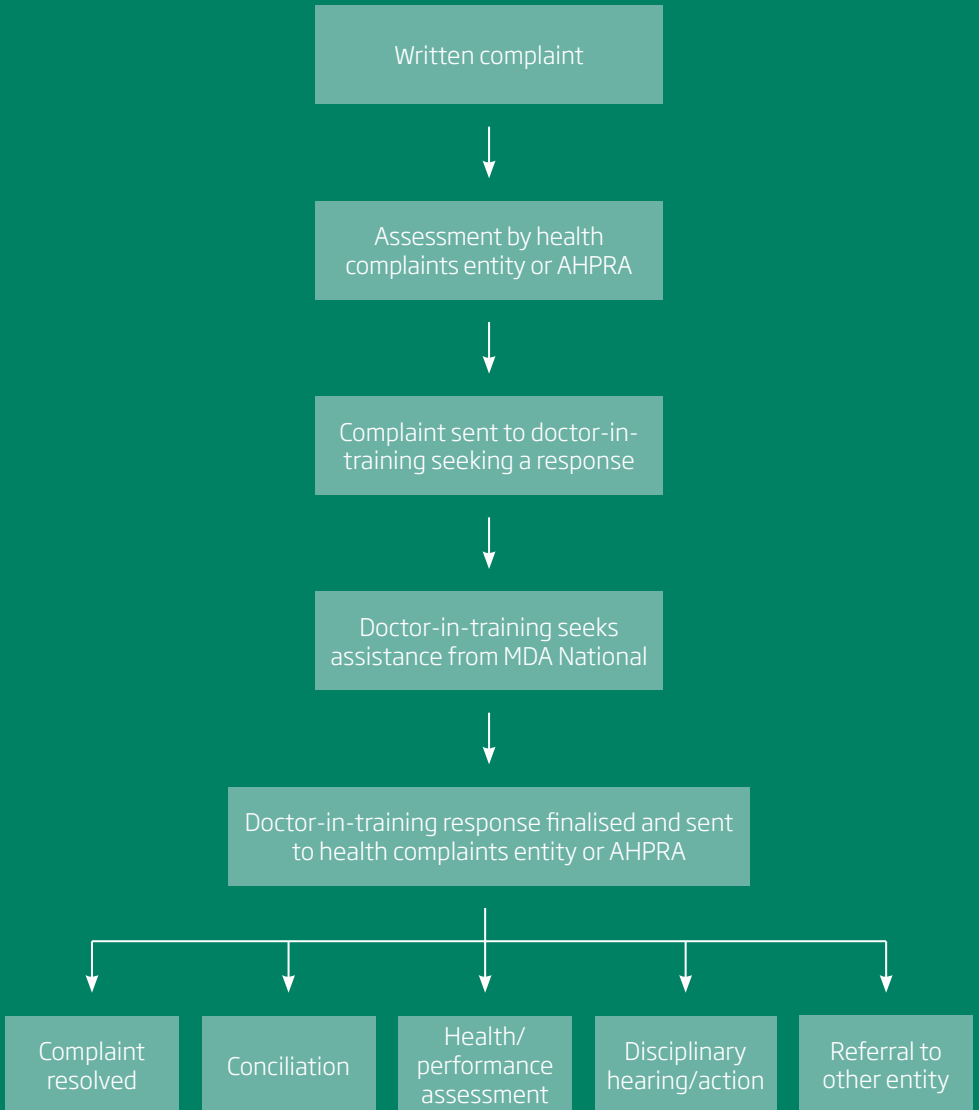 Written complaint
Assessment by health
complaints entity or AHPRA
Complaint sent to doctor-in-
training seeking a response
Doctor-in-training seeks
assistance from MDA National
Doctor-in-training response finalised and sent
to health complaints entity or AHPRA
Complaint
resolved
Conciliation
Health/
performance
assessment
Disciplinary
hearing/action
Referral to
other entity